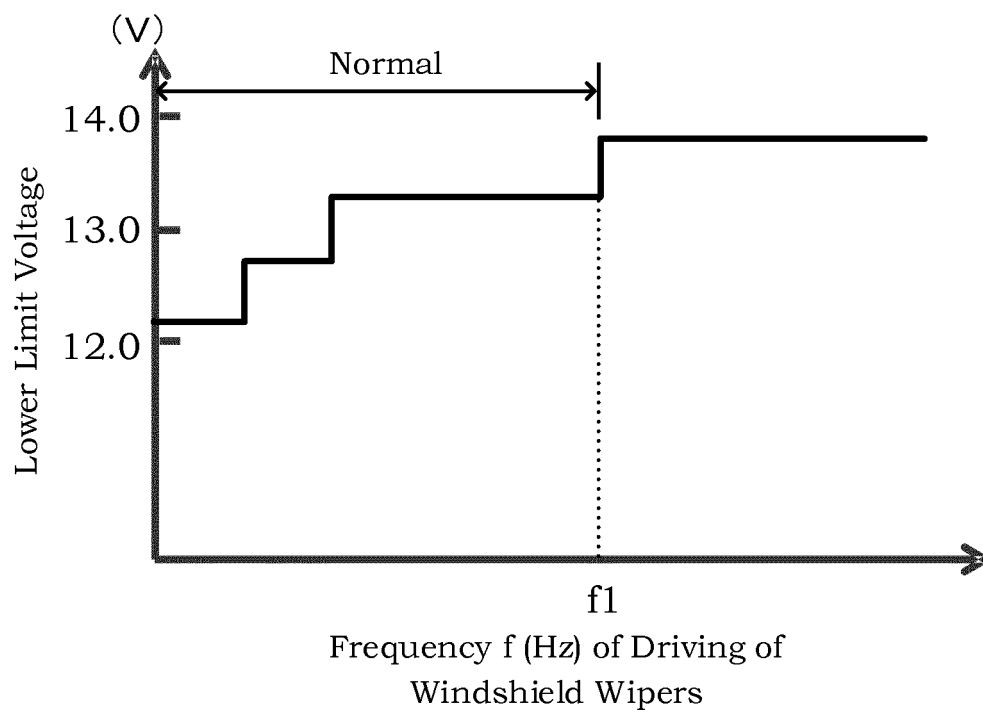 (V)
Normal
14.0
13.0
12.0
Lower Limit Voltage
f1
Frequency f (Hz) of Driving of
Windshield Wipers